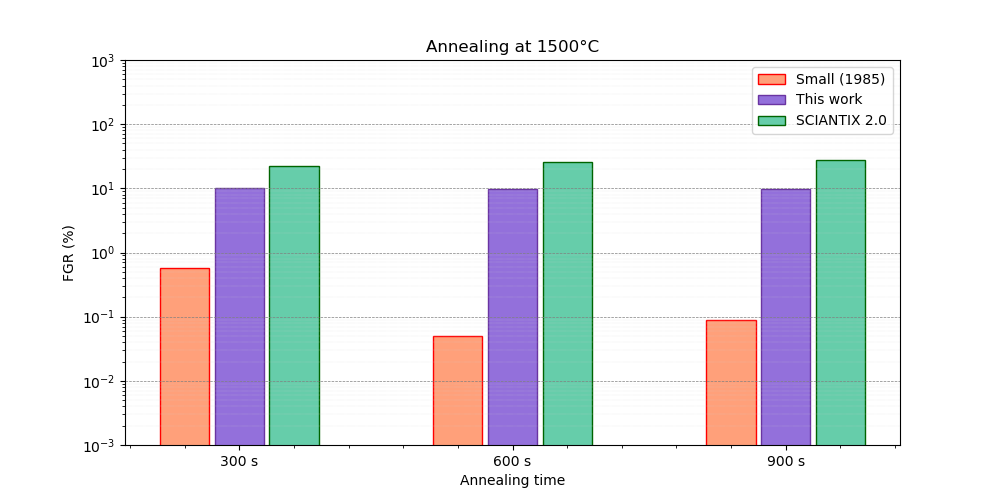 Annealing at 1500°C
10³
10²
10¹
10⁰
10⁻¹
10⁻²
10⁻³
FGR (%)
Small (1985)
This work
SCIANTIX 2.0
300 s
600 s
900 s
Annealing time